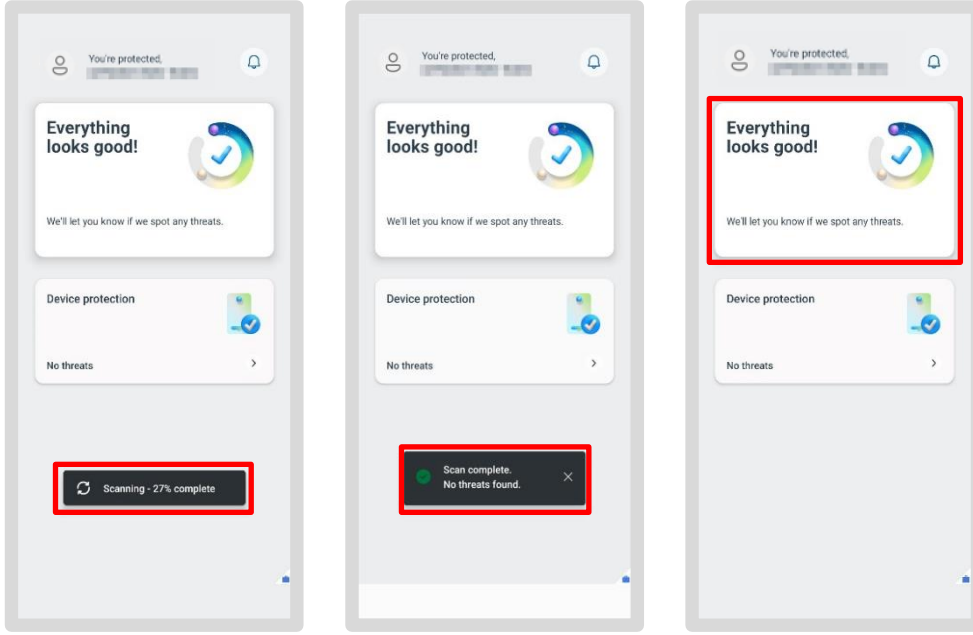 You're protected,
Everything
looks good!
We'll let you know if we spot any threats.
Device protection
No threats
Scanning - 27% complete
You're protected,
Everything
looks good!
We'll let you know if we spot any threats.
Device protection
No threats
Scan complete.
No threats found.
You're protected,
Everything
looks good!
We'll let you know if we spot any threats.
Device protection
No threats